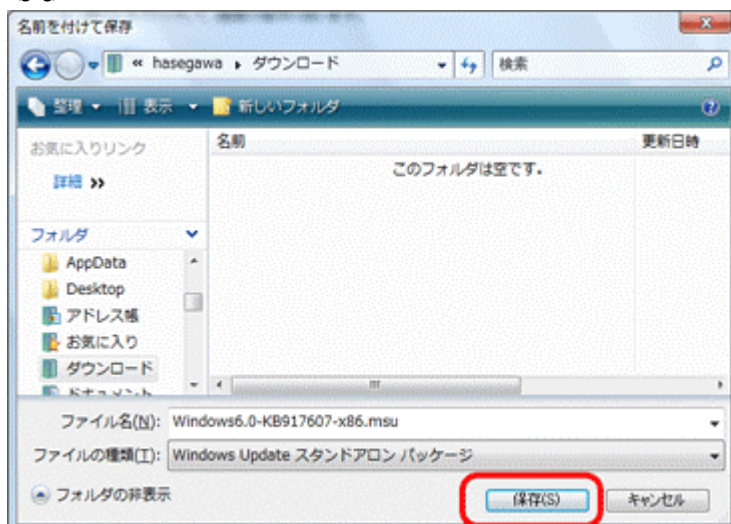 名前を付けて保存
« hasegawa ▸ ダウンロード
検索
整理 表示 新しいフォルダ
お気に入りリンク
詳細 »
フォルダ
AppData
Desktop
アドレス帳
お気に入り
ダウンロード
ドキュメント
名前 更新日時
このフォルダは空です。
ファイル名(N): Windows6.0-KB917607-x86.msu
ファイルの種類(T): Windows Update スタンドアロン パッケージ
フォルダの非表示 保存(S) キャンセル